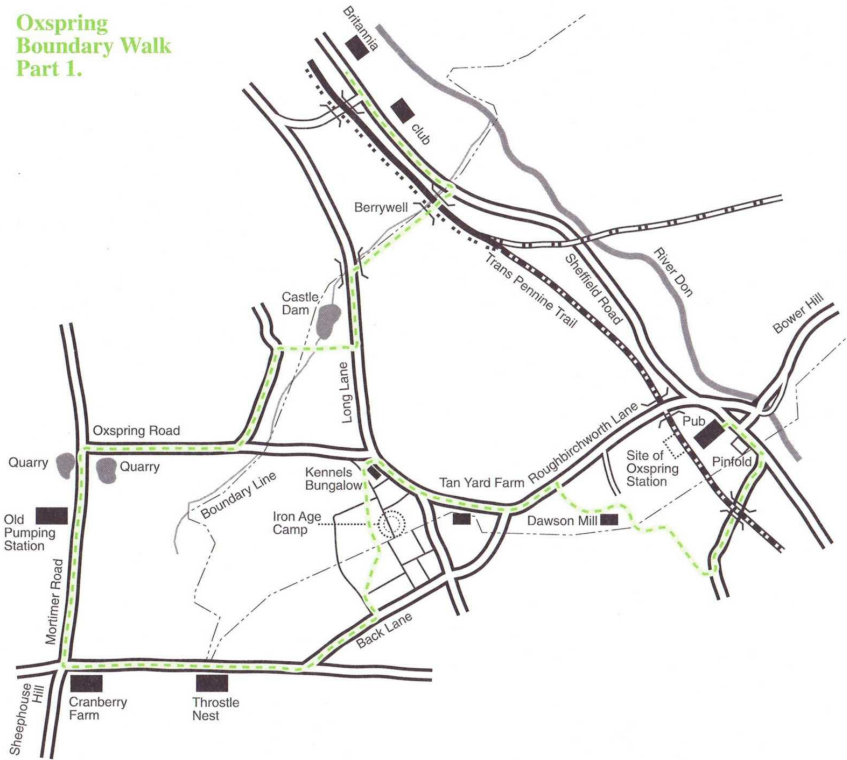 Oxspring
Boundary Walk
Part 1.
Britannia
club
Berrywell
Castle
Dam
Trans Pennine Trail
Sheffield Road
River Don
Bower Hill
Long Lane
Oxspring Road
Quarry
Quarry
Kennels
Bungalow
Tan Yard Farm
Roughbirchworth Lane
Pub
Pinfold
Site of
Oxspring
Station
Old
Pumping
Station
Boundary Line
Iron Age
Camp
Dawson Mill
Mortimer Road
Back Lane
Sheephouse
Hill
Cranberry
Farm
Throstle
Nest